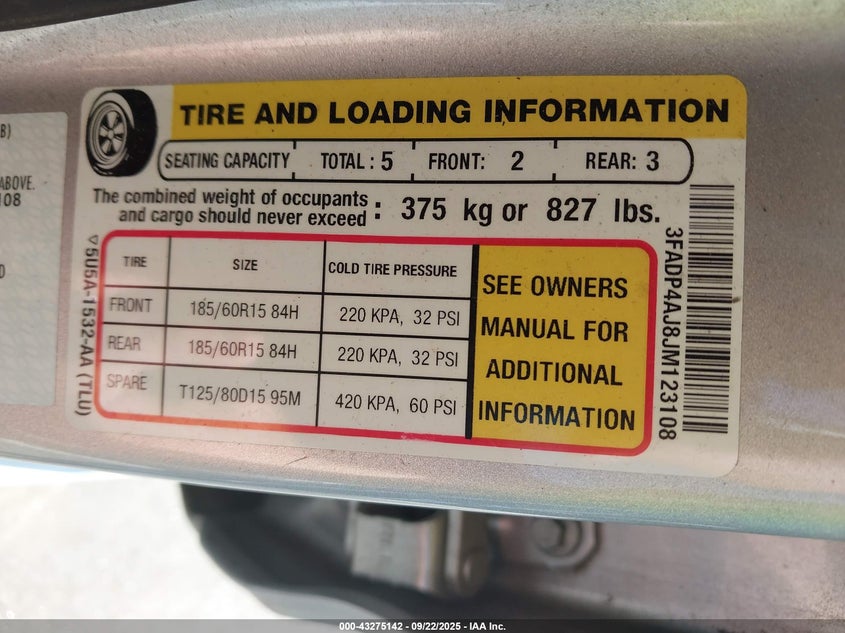 B)
ABOVE.
108
TIRE AND LOADING INFORMATION
SEATING CAPACITY TOTAL : 5 FRONT: 2 REAR: 3
The combined weight of occupants
and cargo should never exceed : 375 kg or 827 lbs.
TIRE SIZE COLD TIRE PRESSURE
FRONT 185/60R15 84H 220 KPA, 32 PSI
REAR 185/60R15 84H 220 KPA, 32 PSI
SPARE T125/80D15 95M 420 KPA, 60 PSI
SEE OWNERS
MANUAL FOR
ADDITIONAL
INFORMATION
5U5A-1532-AA (TLU)
3FADP4AJ8JM123108
000-43275142 - 09/22/2025 - IAA Inc.